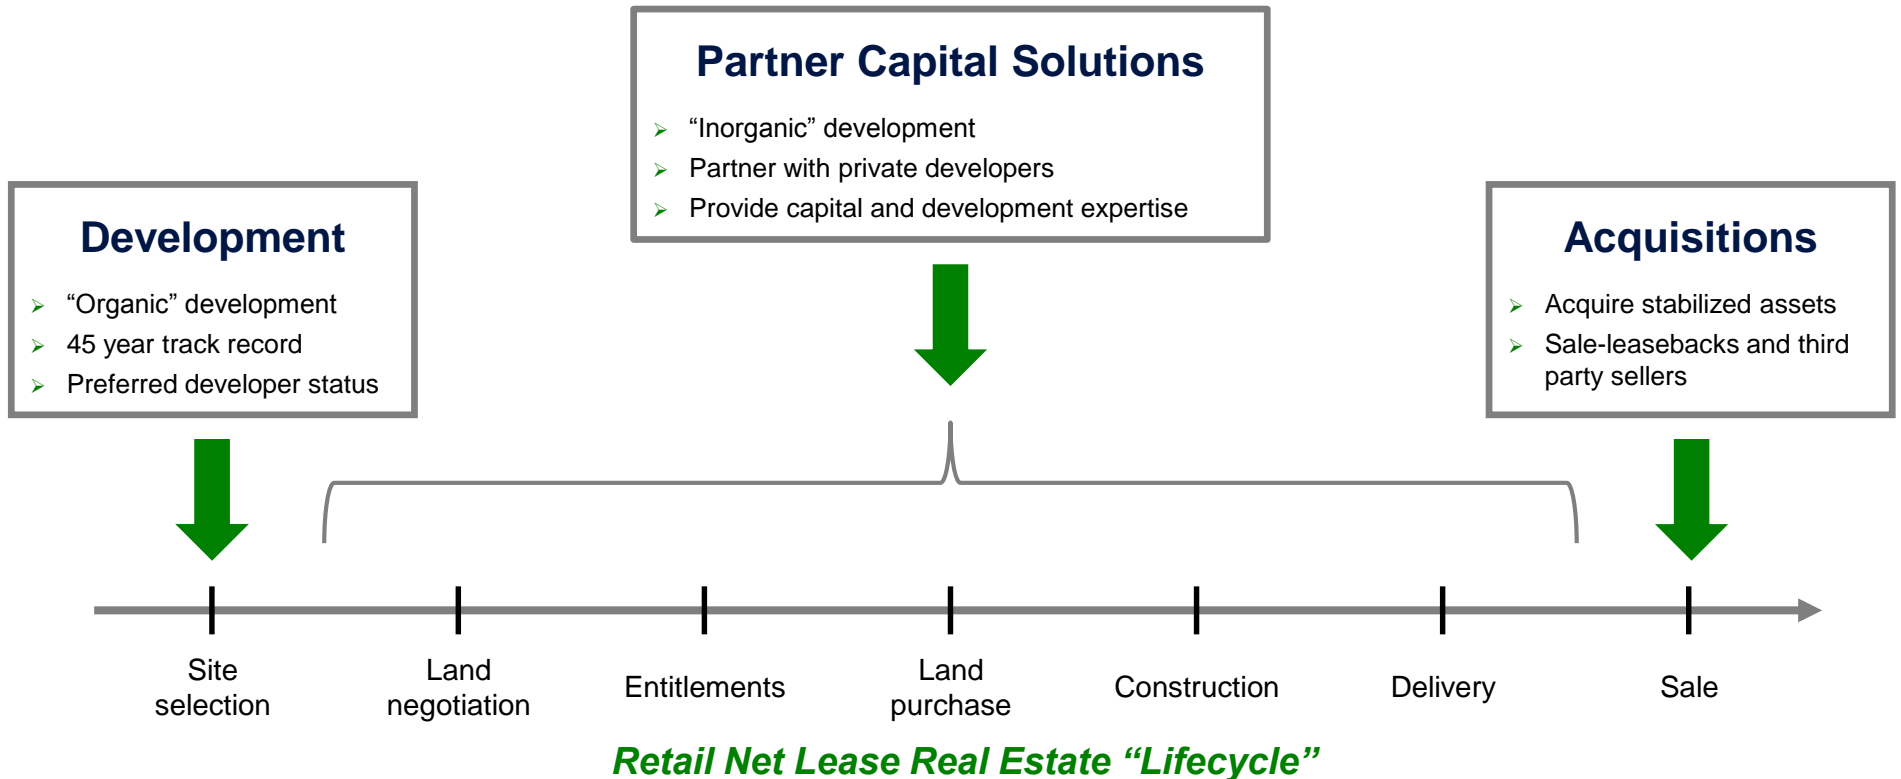 Partner Capital Solutions
➢ “Inorganic” development
➢ Partner with private developers
➢ Provide capital and development expertise
Development
➢ “Organic” development
➢ 45 year track record
➢ Preferred developer status
Acquisitions
➢ Acquire stabilized assets
➢ Sale-leasebacks and third
party sellers
Site
selection
Land
negotiation
Entitlements
Land
purchase
Construction
Delivery
Sale
Retail Net Lease Real Estate “Lifecycle”